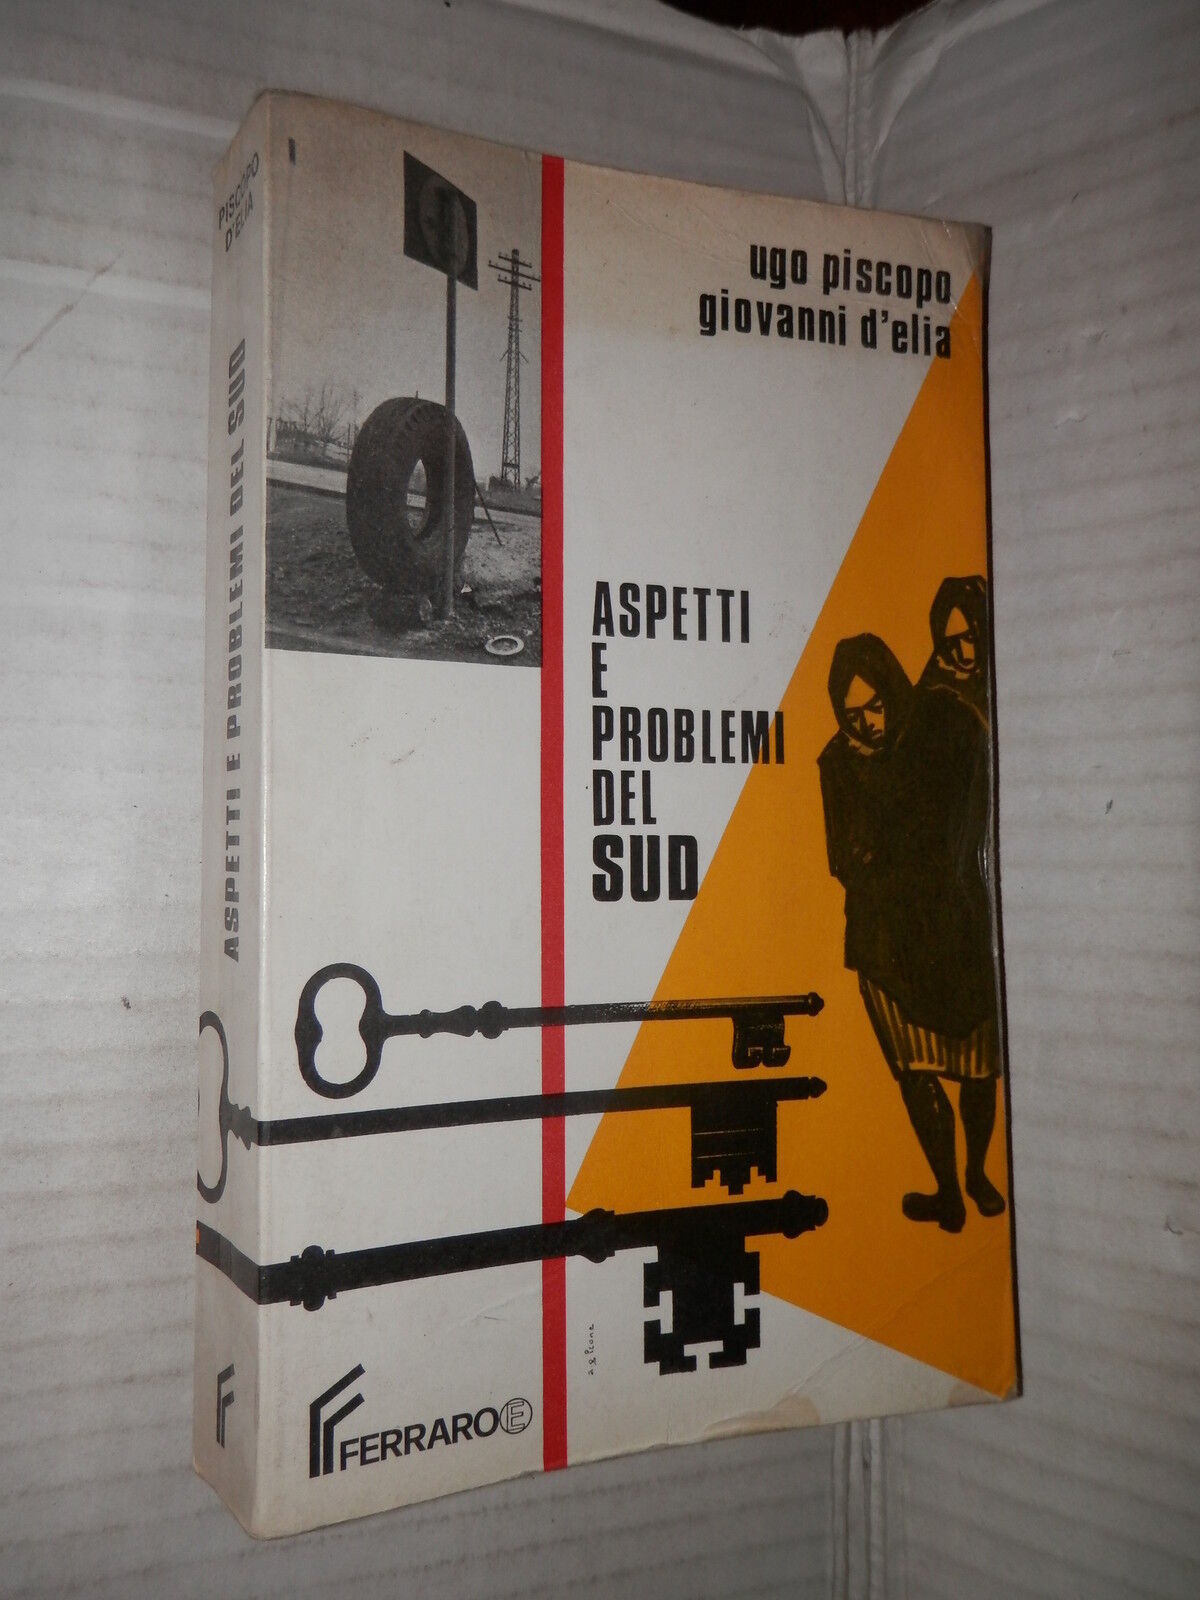 PISCOPO
D'ELIA
ASPETTI E PROBLEMI DEL SUD
F
ugo piscopo
giovanni d'elia
ASPETTI
E
PROBLEMI
DEL
SUD
FERRARO E